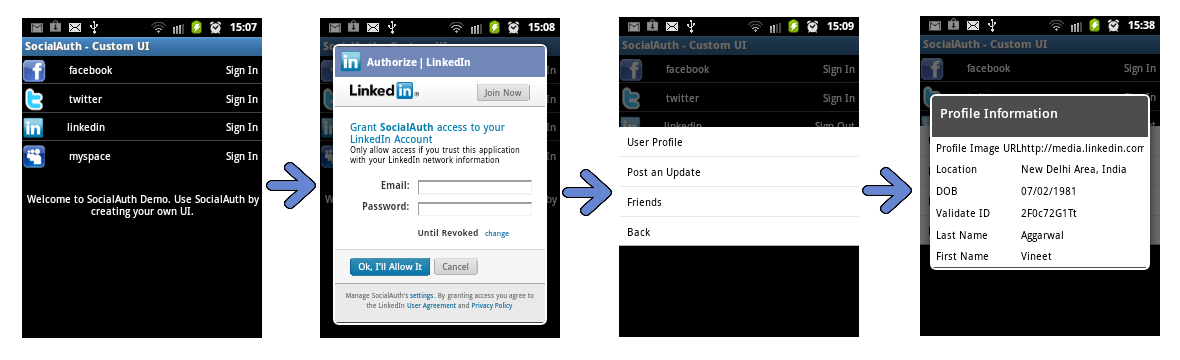 15:07
SocialAuth - Custom UI
facebook Sign In
twitter Sign In
linkedin Sign In
myspace Sign In
Welcome to SocialAuth Demo. Use SocialAuth by
creating your own UI.
15:08
Authorize | LinkedIn
Linked in Join Now
Grant SocialAuth access to your
LinkedIn Account
Only allow access if you trust this application
with your LinkedIn network information
Email:
Password:
Until Revoked change
Ok, I'll Allow It Cancel
Manage SocialAuth's settings. By granting access you agree to
the LinkedIn User Agreement and Privacy Policy
15:09
SocialAuth - Custom UI
facebook Sign In
twitter Sign In
linkedin Sign Out
User Profile
Post an Update
Friends
Back
15:38
SocialAuth - Custom UI
facebook Sign In
Profile Information
Profile Image URLhttp://media.linkedin.com
Location New Delhi Area, India
DOB 07/02/1981
Validate ID 2F0c72G1Tt
Last Name Aggarwal
First Name Vineet